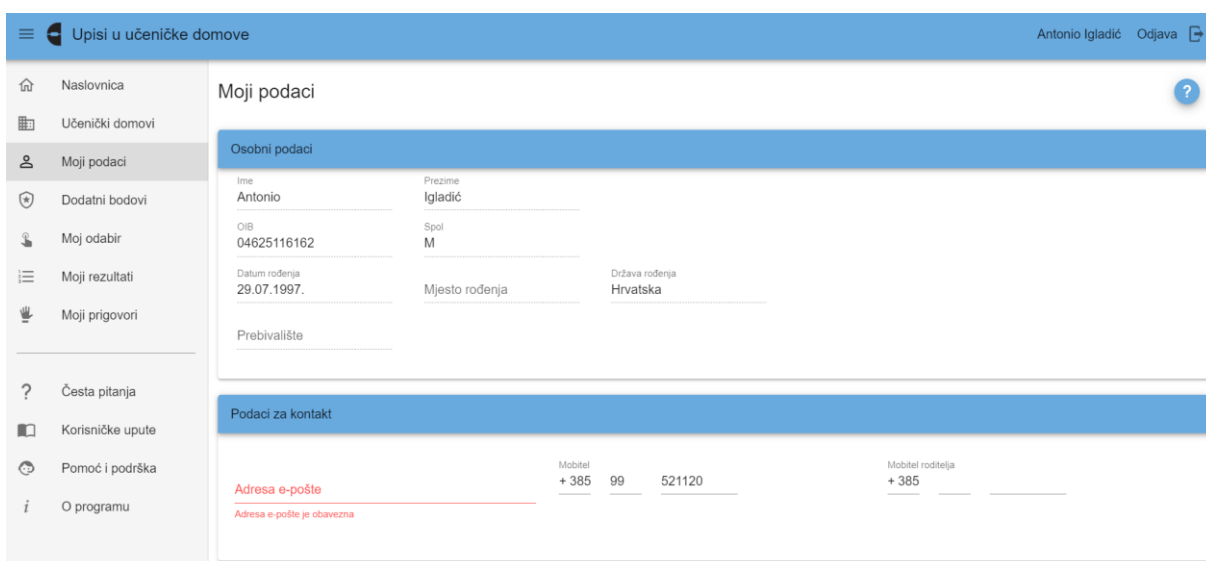 Upisi u učeničke domove
Antonio Igladić Odjava
Naslovnica
Učenički domovi
Moji podaci
Dodatni bodovi
Moj odabir
Moji rezultati
Moji prigovori
? Česta pitanja
Korisničke upute
Pomoć i podrška
i O programu
Moji podaci
?
Osobni podaci
Ime Prezime
Antonio Igladić
OIB Spol
04625116162 M
Datum rođenja Država rođenja
29.07.1997. Mjesto rođenja Hrvatska
Prebivalište
Podaci za kontakt
Mobitel Mobitel roditelja
+ 385 99 521120 + 385
Adresa e-pošte
Adresa e-pošte je obavezna